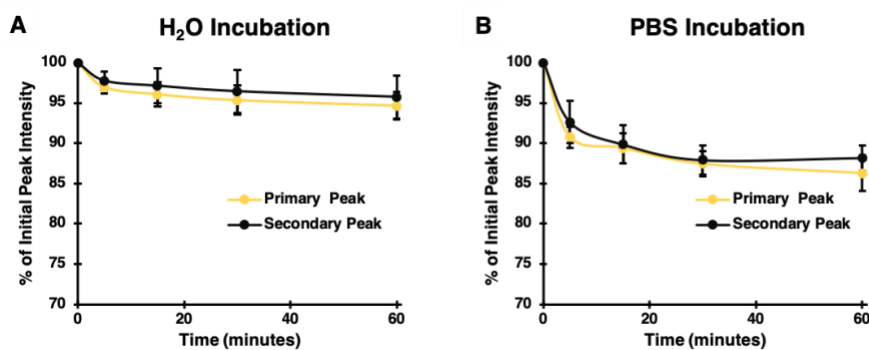 A
H₂O Incubation
% of Initial Peak Intensity
100
95
90
85
80
75
70
Primary Peak
Secondary Peak
0
20
40
60
Time (minutes)
B
PBS Incubation
% of Initial Peak Intensity
100
95
90
85
80
75
70
Primary Peak
Secondary Peak
0
20
40
60
Time (minutes)